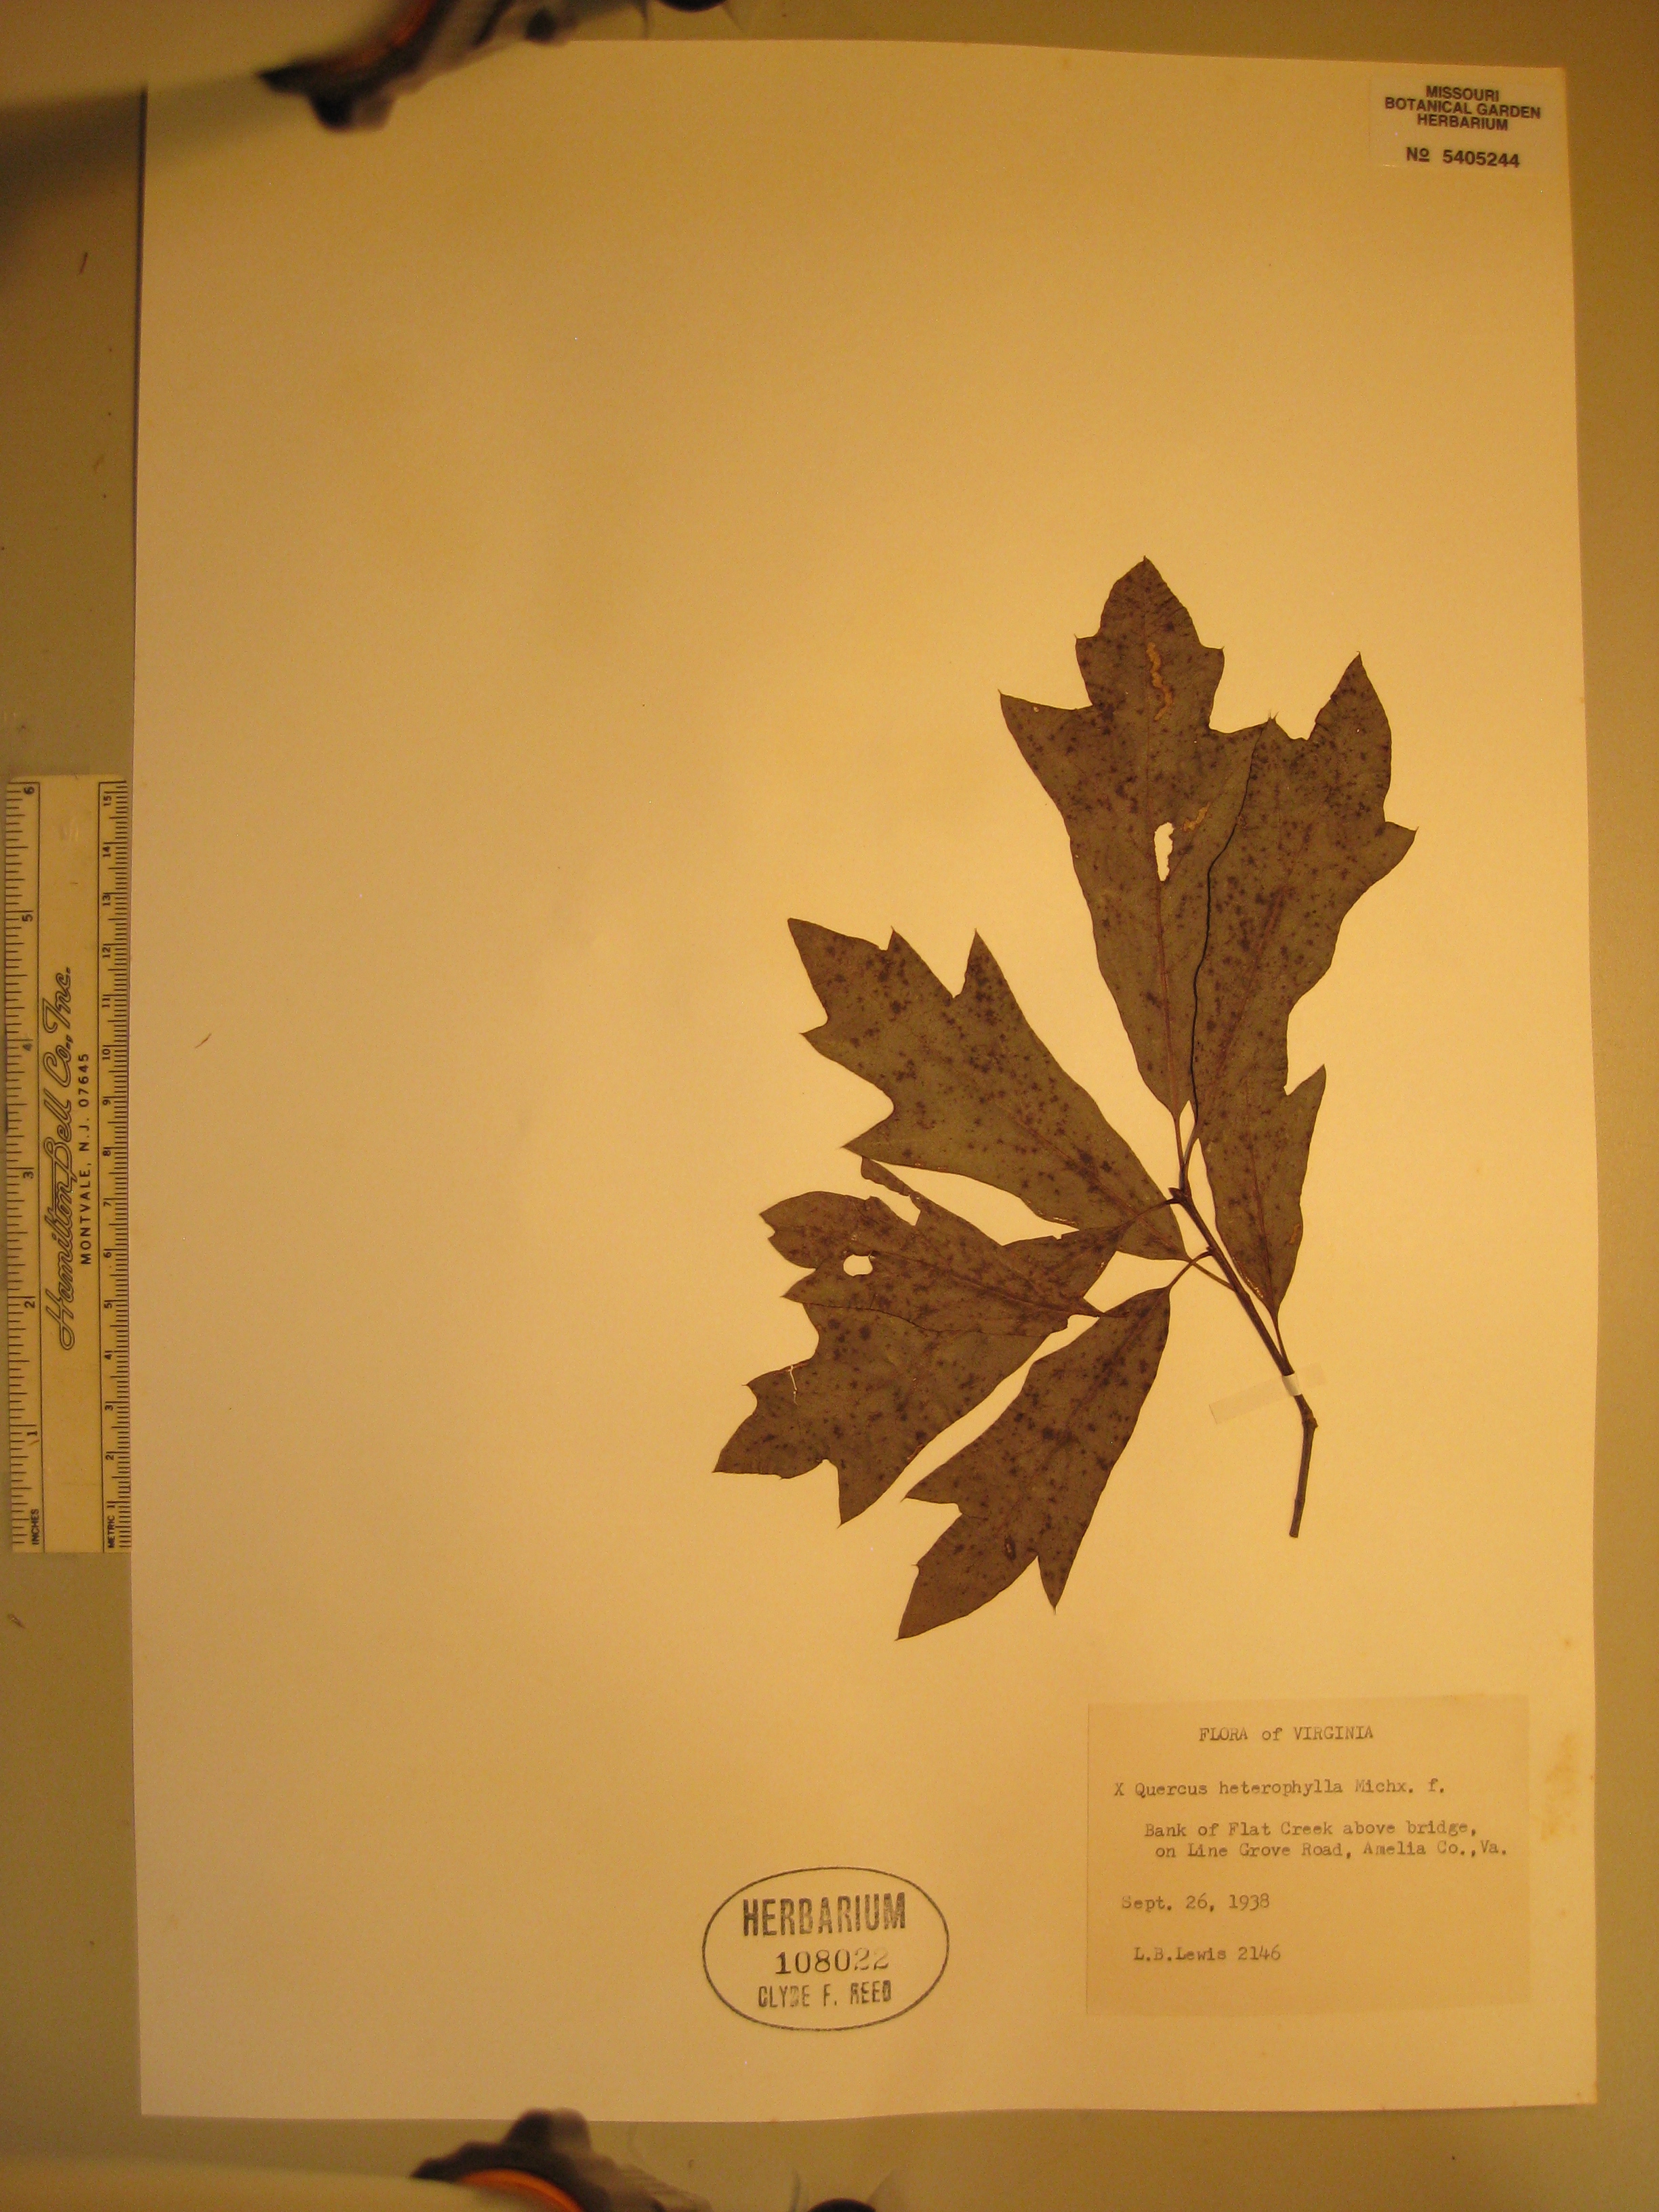 MISSOURI
BOTANICAL GARDEN
HERBARIUM
Nº 5405244
INCHES
1
2
3
4
5
6
Hamilton Bell Co., Inc.
MONTVALE, N.J. 07645
METRIC 1
2
3
4
5
6
7
8
9
10
11
12
13
14
15
FLORA of VIRGINIA
X Quercus heterophylla Michx. f.
Bank of Flat Creek above bridge,
on Line Grove Road, Amelia Co.,Va.
Sept. 26, 1938
L.B.Lewis 2146
HERBARIUM
108022
CLYDE F. REED